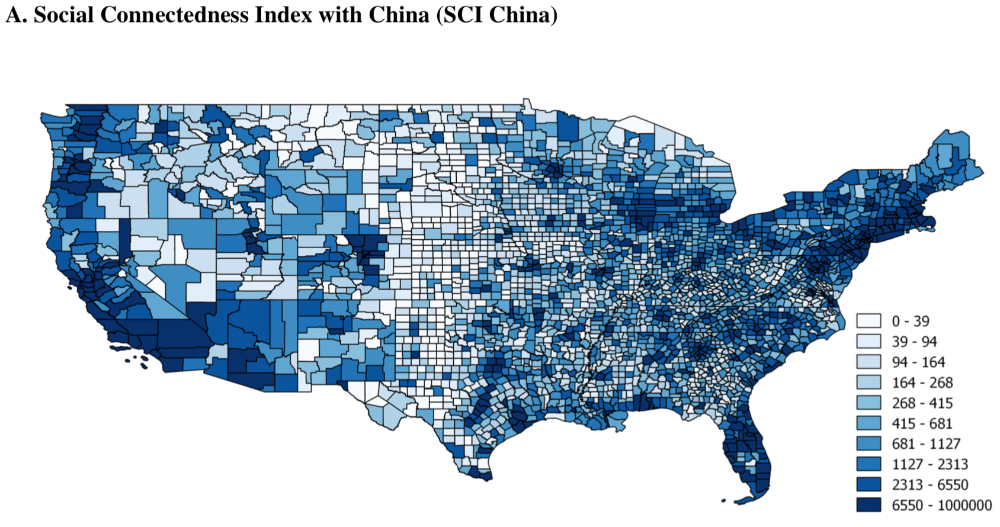 A. Social Connectedness Index with China (SCI China)
0 - 39
39 - 94
94 - 164
164 - 268
268 - 415
415 - 681
681 - 1127
1127 - 2313
2313 - 6550
6550 - 1000000